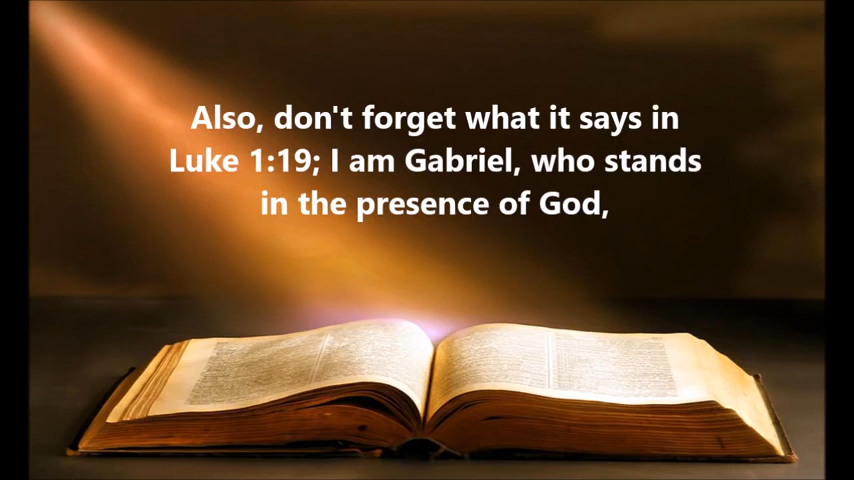 Also, don't forget what it says in
Luke 1:19; I am Gabriel, who stands
in the presence of God,